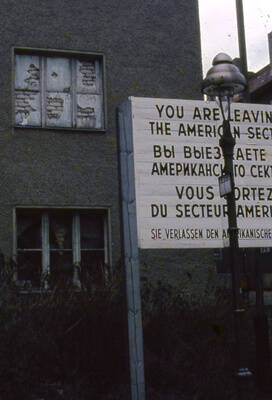 YOU ARE LEAVIN
THE AMERICAN SECT
ВЫ ВЫЕЗЖАЕТЕ
АМЕРИКАНСКОГО СЕКТ
VOUS SORTEZ
DU SECTEUR AMERI
SIE VERLASSEN DEN AMERIKANISCHE